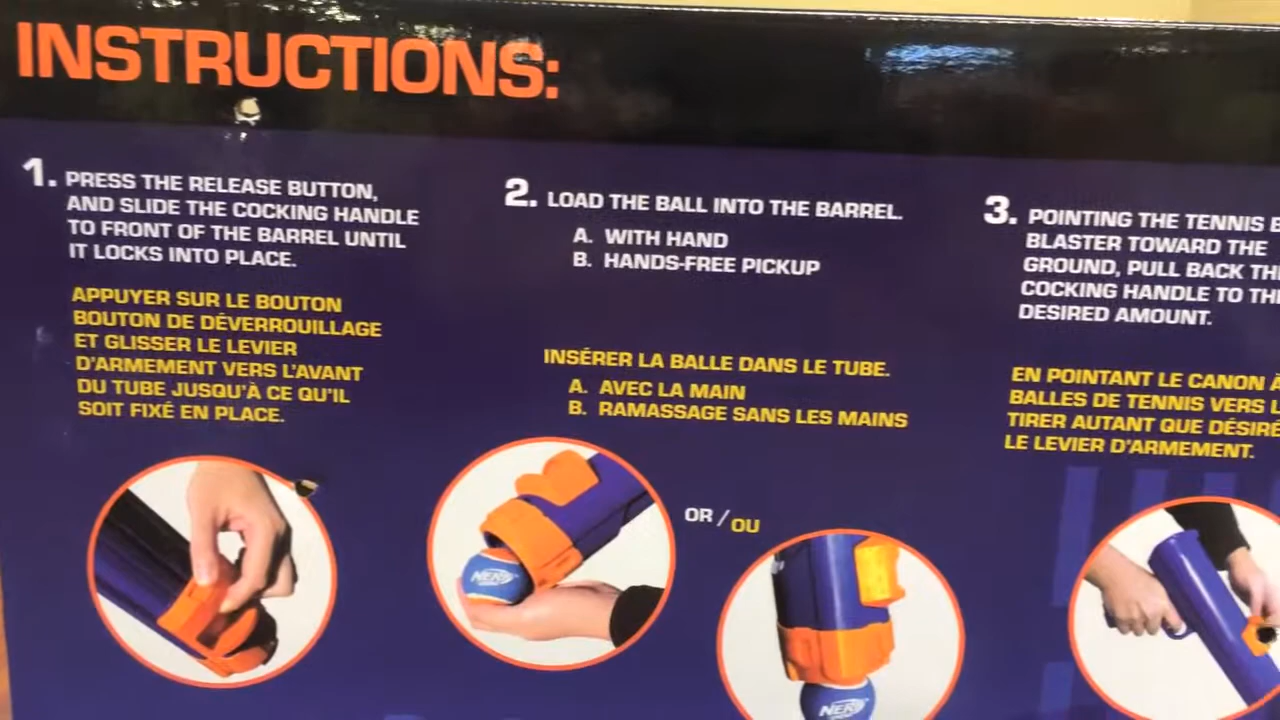 INSTRUCTIONS:
1. PRESS THE RELEASE BUTTON,
AND SLIDE THE COCKING HANDLE
TO FRONT OF THE BARREL UNTIL
IT LOCKS INTO PLACE.
APPUYER SUR LE BOUTON
BOUTON DE DÉVERROUILLAGE
ET GLISSER LE LEVIER
D'ARMEMENT VERS L'AVANT
DU TUBE JUSQU'À CE QU'IL
SOIT FIXÉ EN PLACE.
2. LOAD THE BALL INTO THE BARREL.
A. WITH HAND
B. HANDS-FREE PICKUP
INSÉRER LA BALLE DANS LE TUBE.
A. AVEC LA MAIN
B. RAMASSAGE SANS LES MAINS
NERF
OR / OU
NERF
3. POINTING THE TENNIS
BLASTER TOWARD THE
GROUND, PULL BACK
COCKING HANDLE TO
DESIRED AMOUNT.
EN POINTANT LE CANON À
BALLES DE TENNIS VERS
TIRER AUTANT QUE DÉSIRÉ
LE LEVIER D'ARMEMENT.